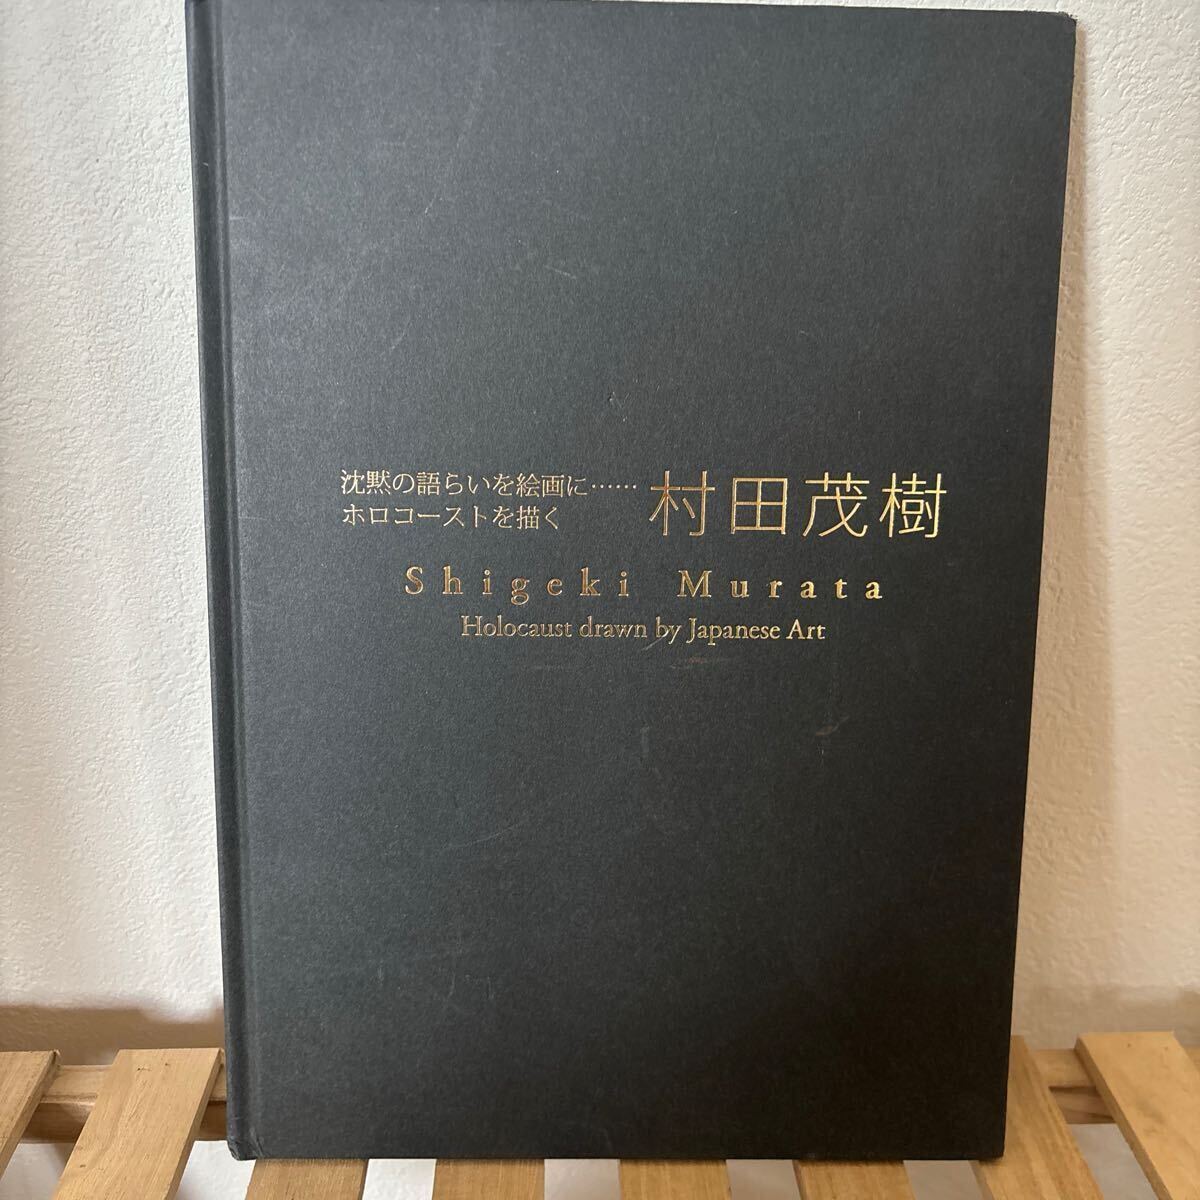 沈黙の語らいを絵画に……
ホロコーストを描く
村田茂樹
Shigeki Murata
Holocaust drawn by Japanese Art